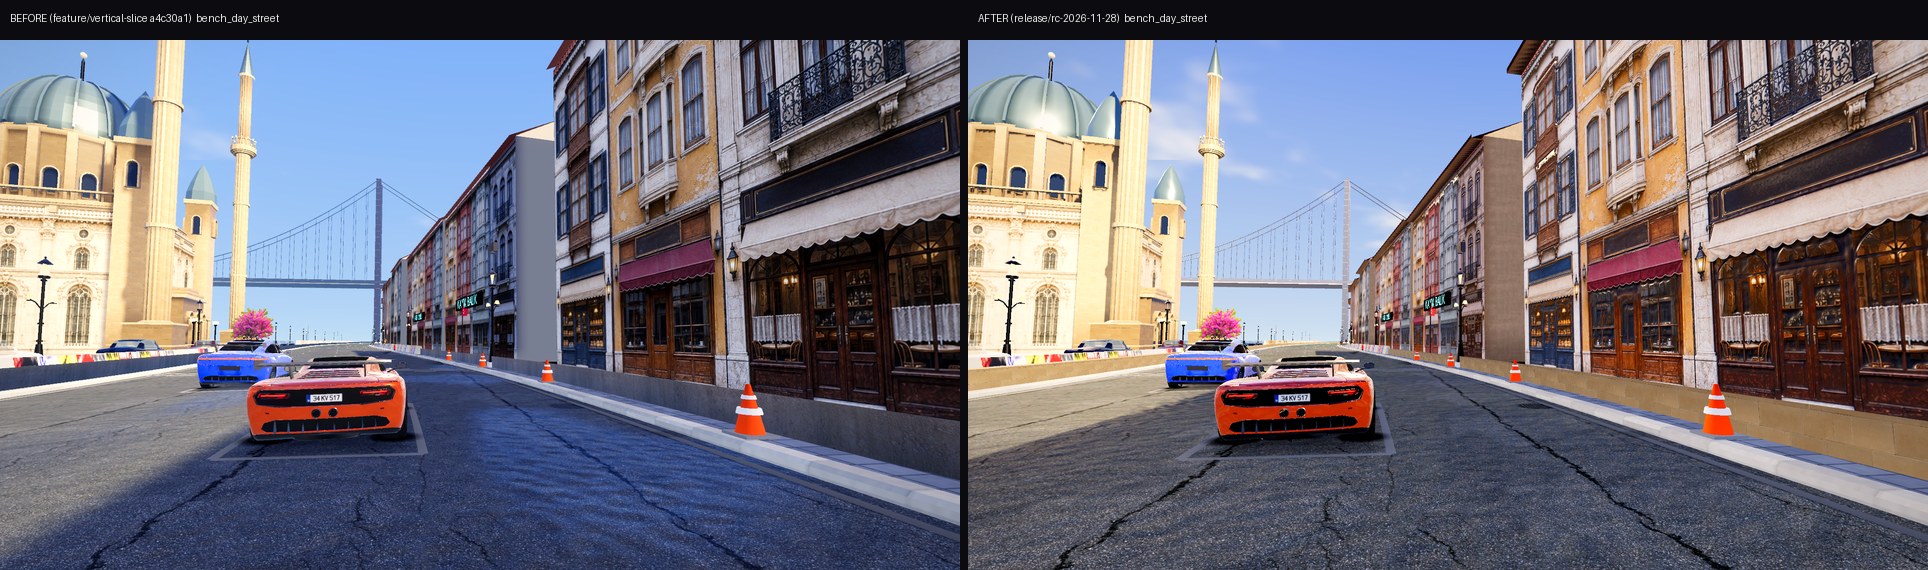 BEFORE (feature/vertical-slice a4c30a1) bench_day_street
AFTER (release/rc-2026-11-28) bench_day_street
34 KV 517
34 KV 517